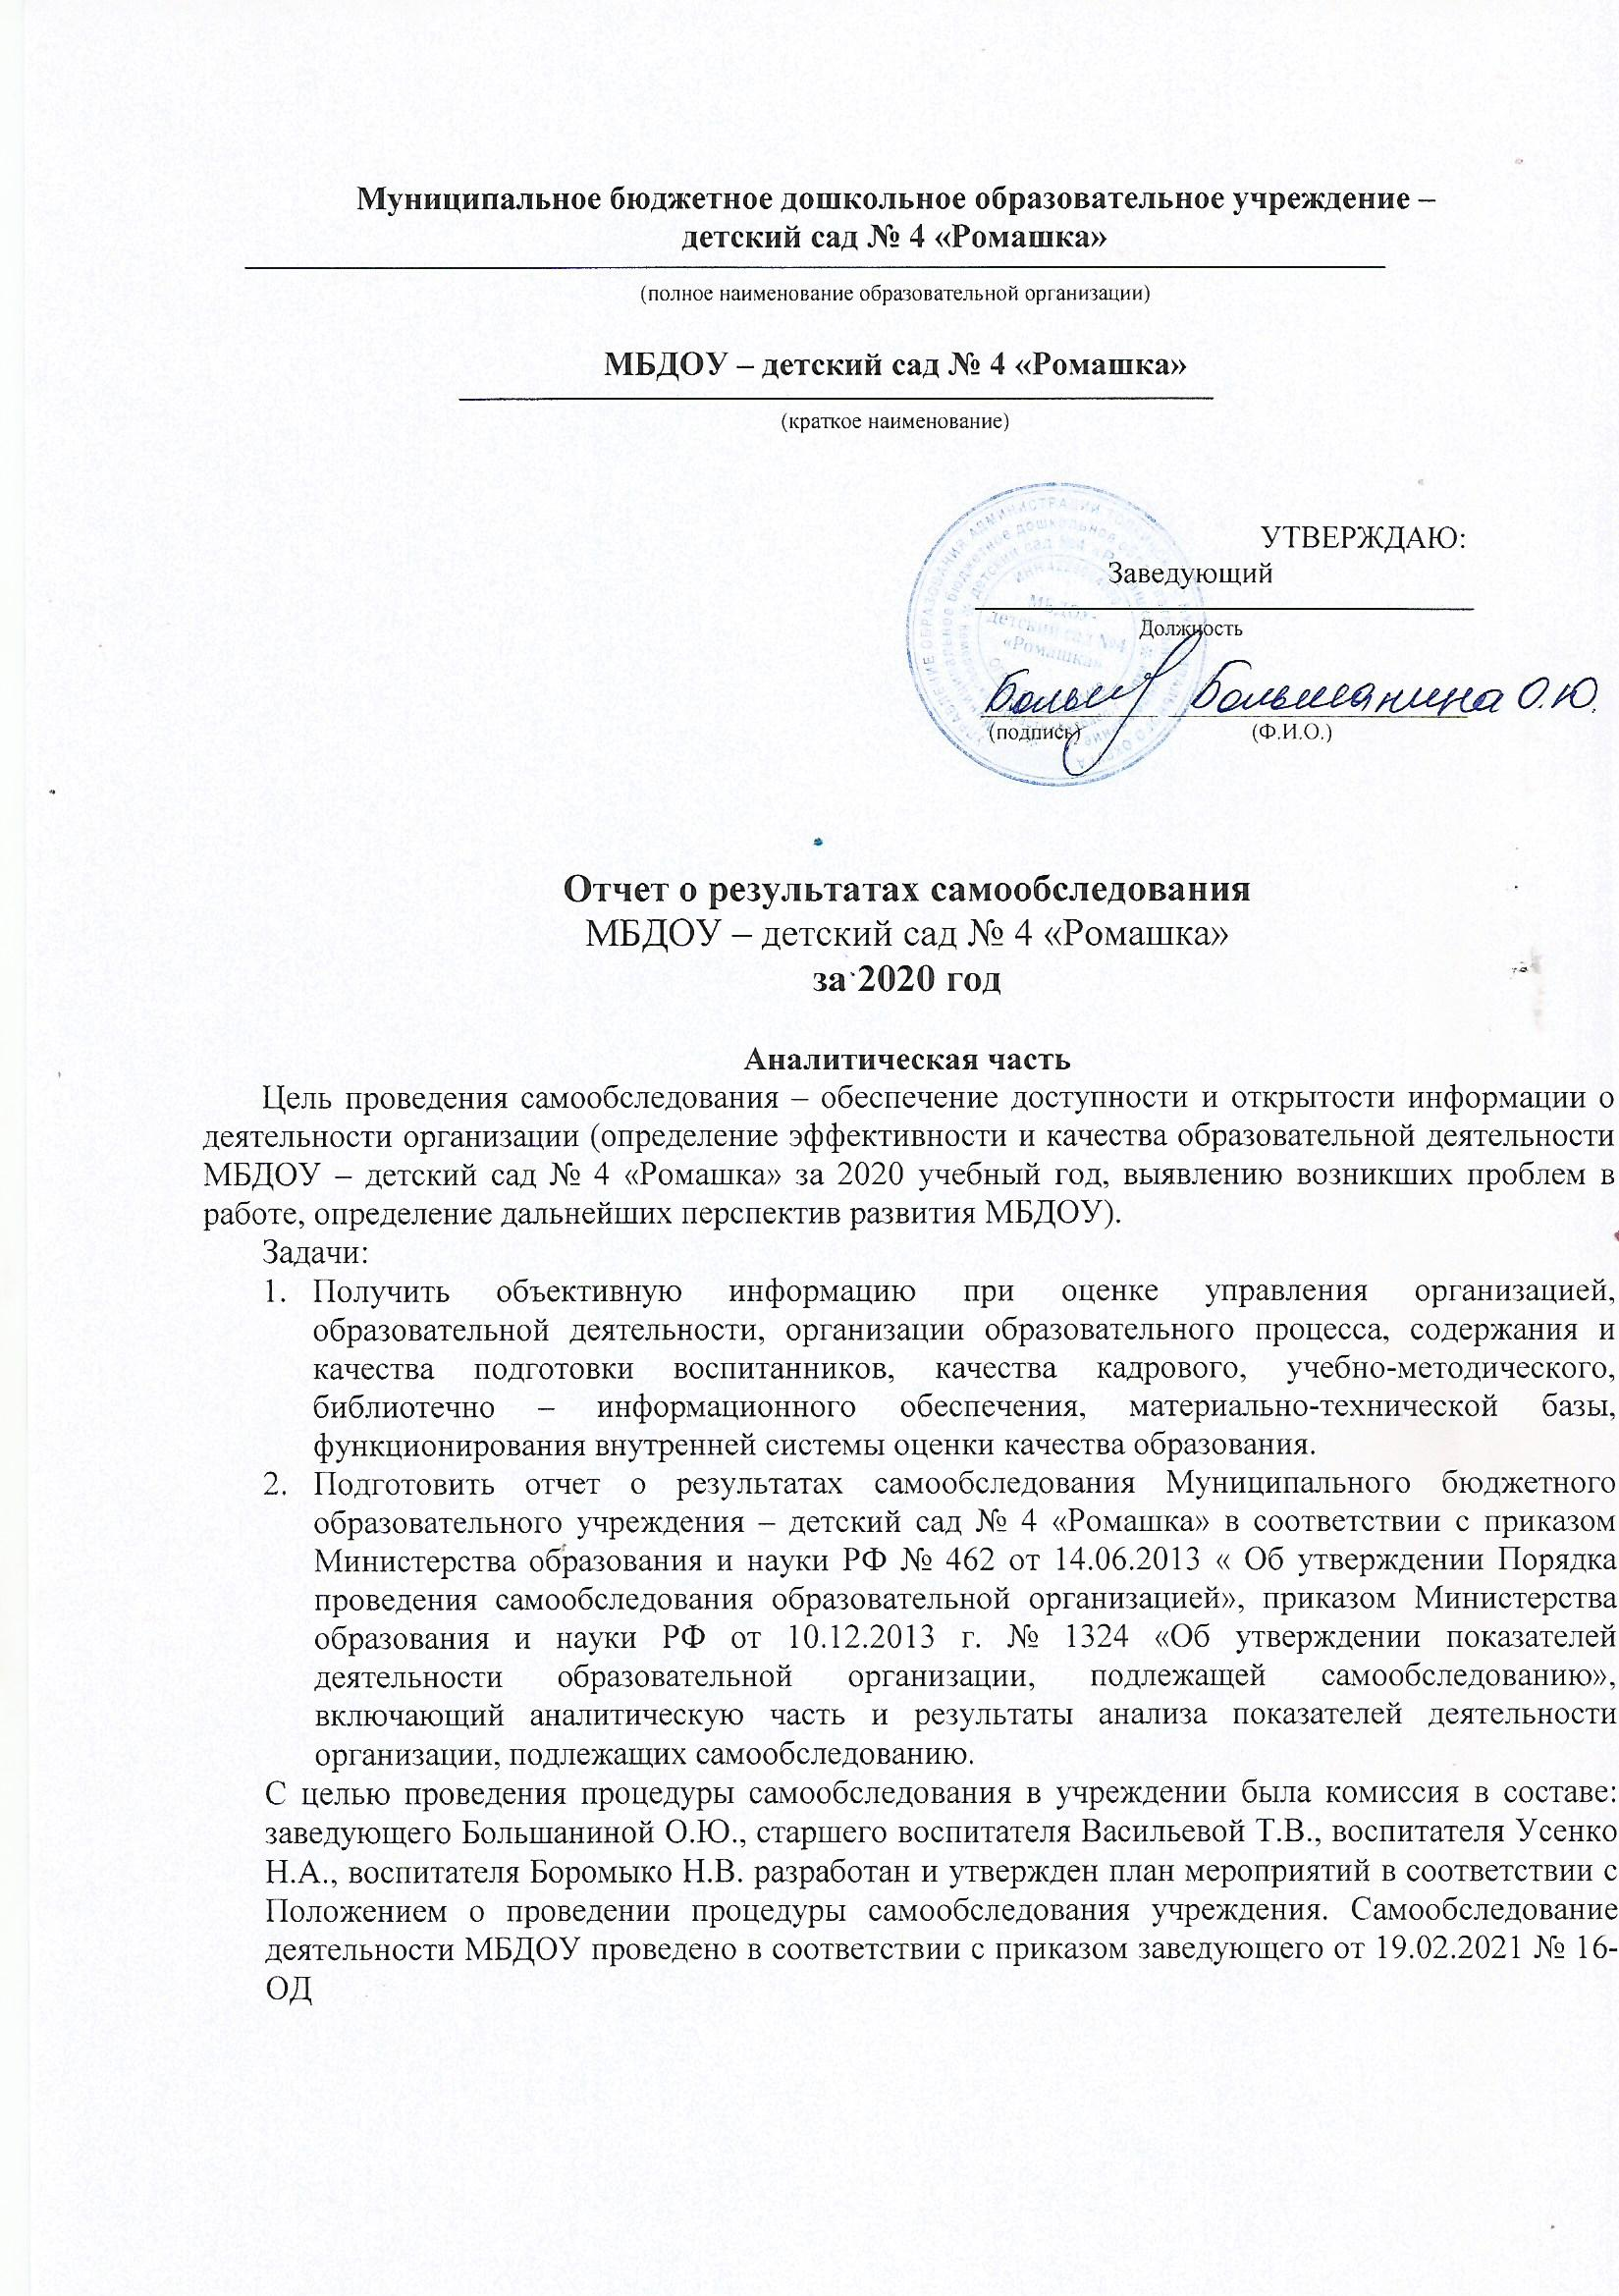 Муниципальное бюджетное дошкольное образовательное учреждение –
детский сад № 4 «Ромашка»
(полное наименование образовательной организации)
МБДОУ – детский сад № 4 «Ромашка»
(краткое наименование)
УТВЕРЖДАЮ:
Заведующий
Должность
МБДОУ-
детский сад №4
«Ромашка»
Больш Большанина О.Ю.
(подпись) (Ф.И.О.)
Отчет о результатах самообследования
МБДОУ – детский сад № 4 «Ромашка»
за 2020 год
Аналитическая часть
Цель проведения самообследования – обеспечение доступности и открытости информации о
деятельности организации (определение эффективности и качества образовательной деятельности
МБДОУ – детский сад № 4 «Ромашка» за 2020 учебный год, выявлению возникших проблем в
работе, определение дальнейших перспектив развития МБДОУ).
Задачи:
1. Получить объективную информацию при оценке управления организацией,
образовательной деятельности, организации образовательного процесса, содержания и
качества подготовки воспитанников, качества кадрового, учебно-методического,
библиотечно – информационного обеспечения, материально-технической базы,
функционирования внутренней системы оценки качества образования.
2. Подготовить отчет о результатах самообследования Муниципального бюджетного
образовательного учреждения – детский сад № 4 «Ромашка» в соответствии с приказом
Министерства образования и науки РФ № 462 от 14.06.2013 « Об утверждении Порядка
проведения самообследования образовательной организацией», приказом Министерства
образования и науки РФ от 10.12.2013 г. № 1324 «Об утверждении показателей
деятельности образовательной организации, подлежащей самообследованию»,
включающий аналитическую часть и результаты анализа показателей деятельности
организации, подлежащих самообследованию.
С целью проведения процедуры самообследования в учреждении была комиссия в составе:
заведующего Большаниной О.Ю., старшего воспитателя Васильевой Т.В., воспитателя Усенко
Н.А., воспитателя Боромыко Н.В. разработан и утвержден план мероприятий в соответствии с
Положением о проведении процедуры самообследования учреждения. Самообследование
деятельности МБДОУ проведено в соответствии с приказом заведующего от 19.02.2021 № 16-
ОД